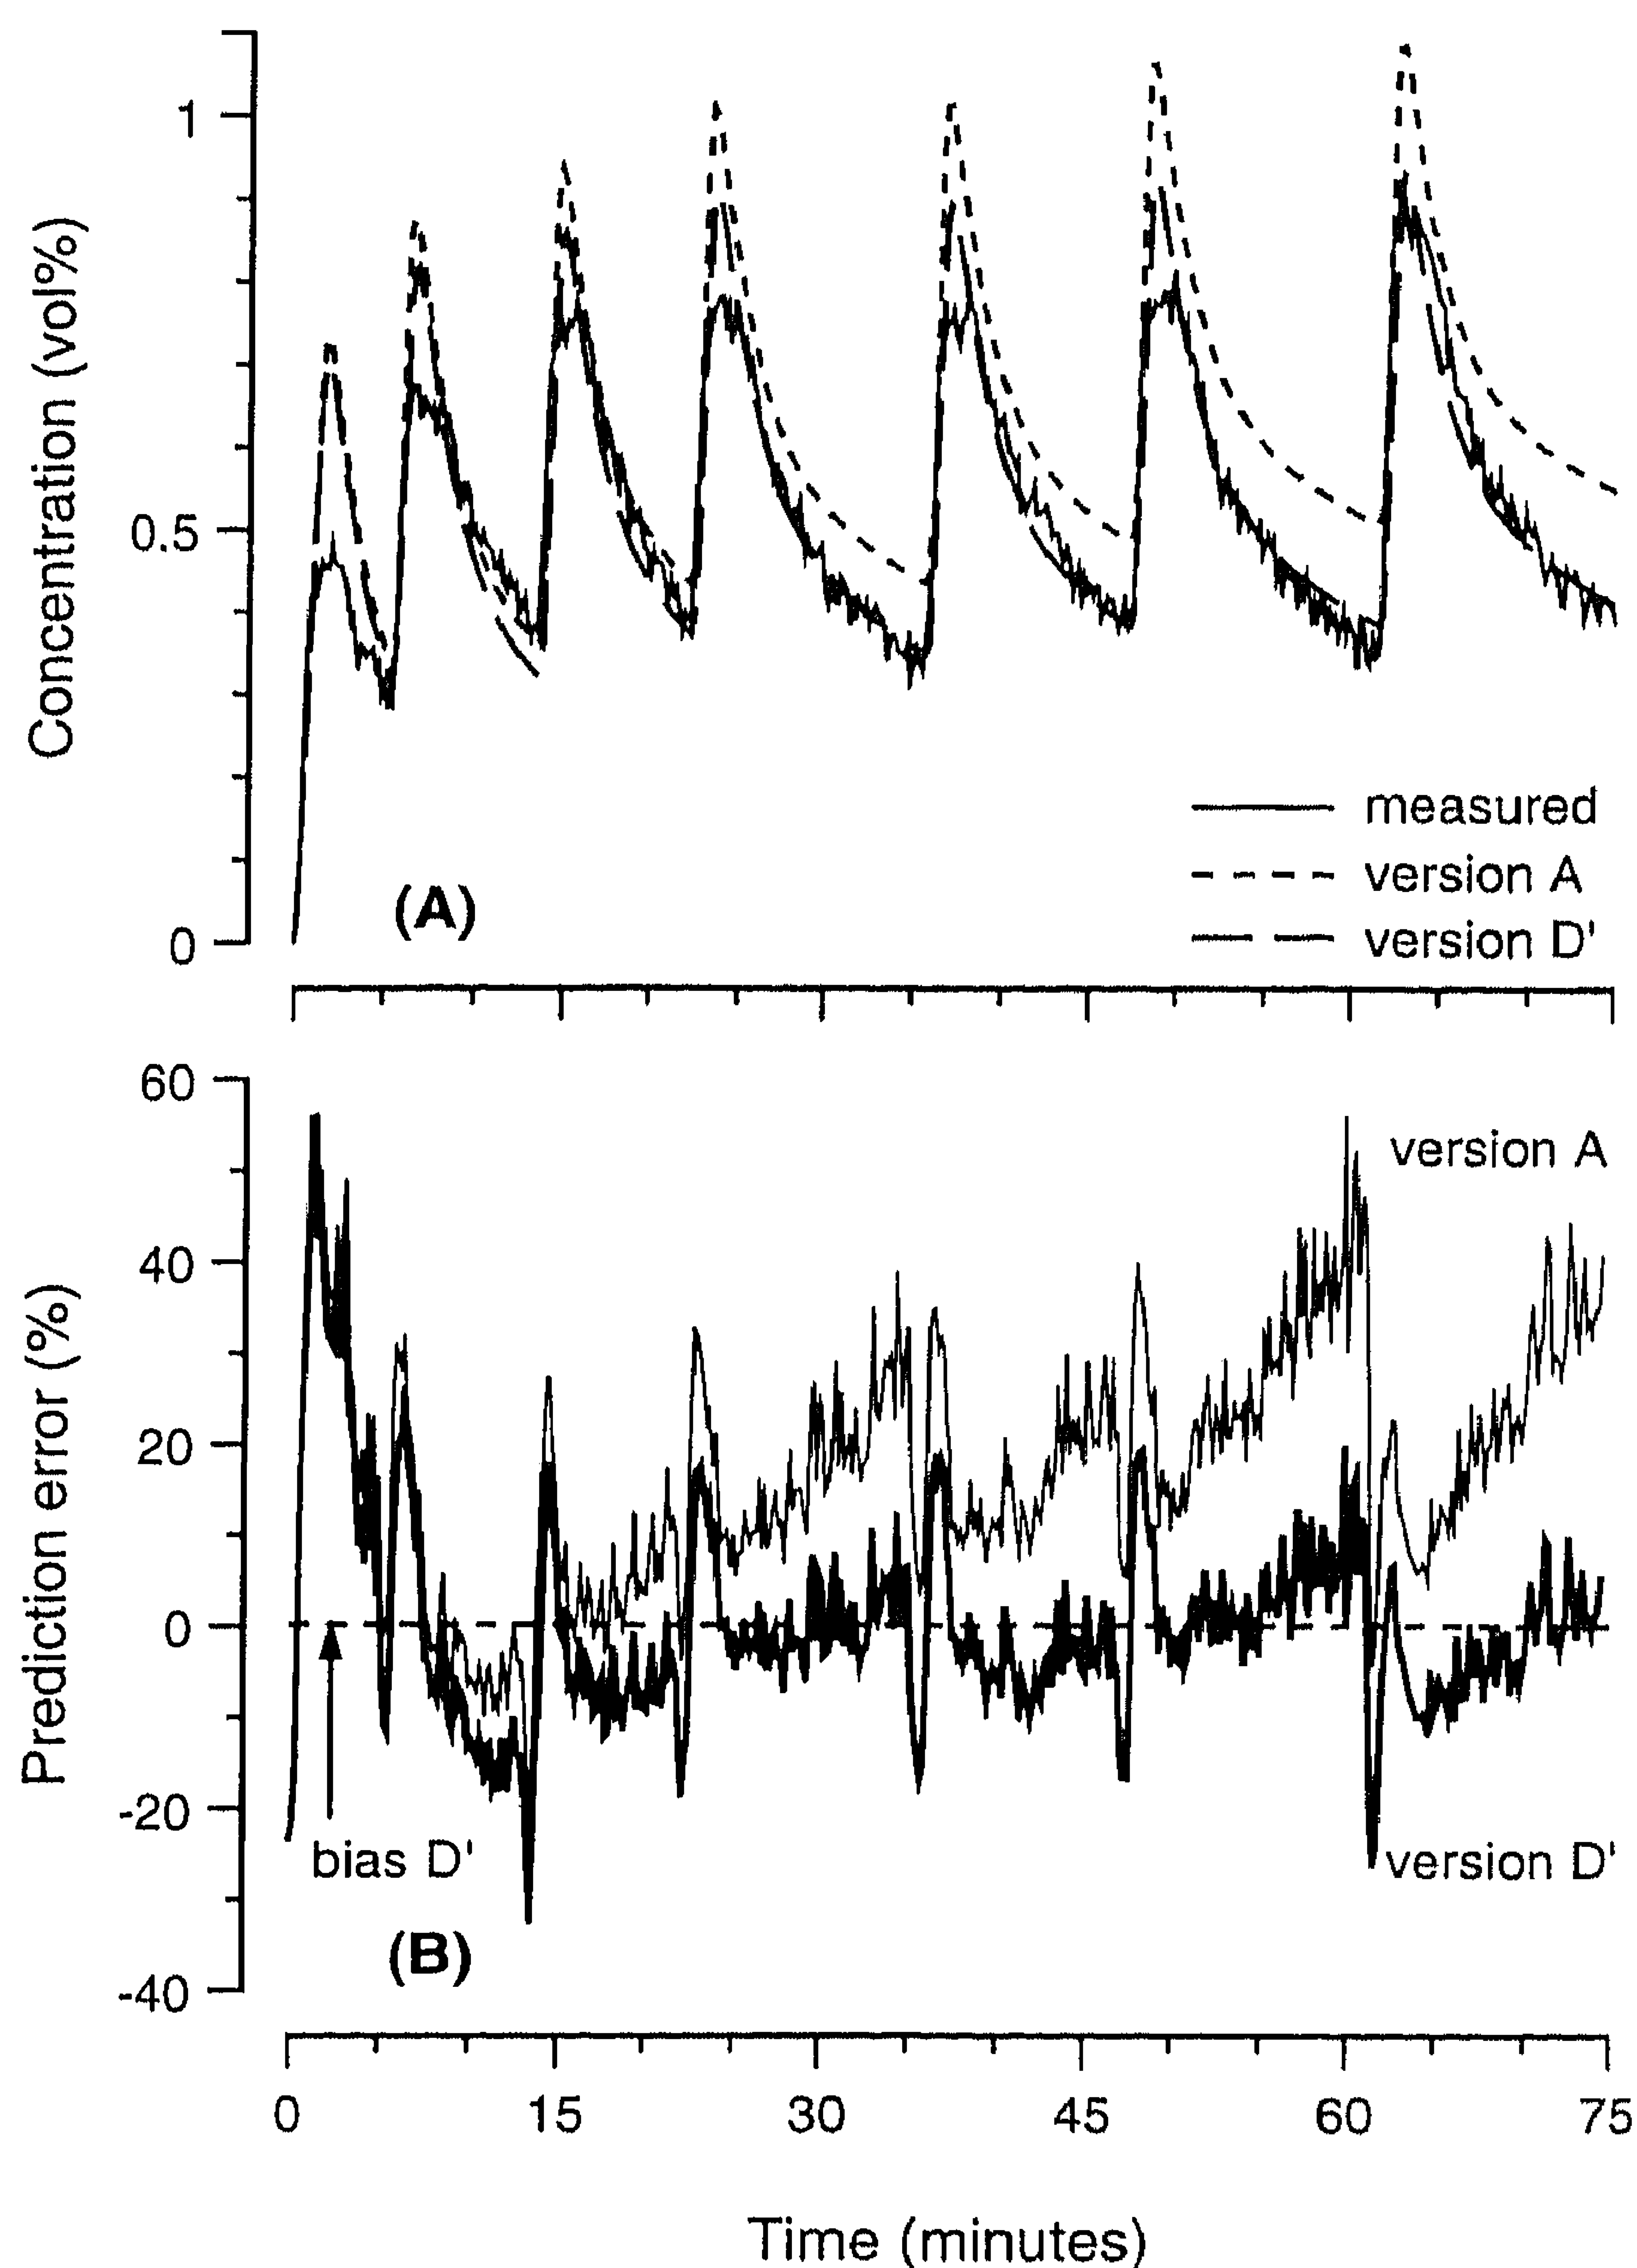 Concentration (vol%)
1
0.5
0
measured
version A
version D'
(A)
Prediction error (%)
60
40
20
0
-20
-40
version A
bias D'
version D'
(B)
0 15 30 45 60 75
Time (minutes)